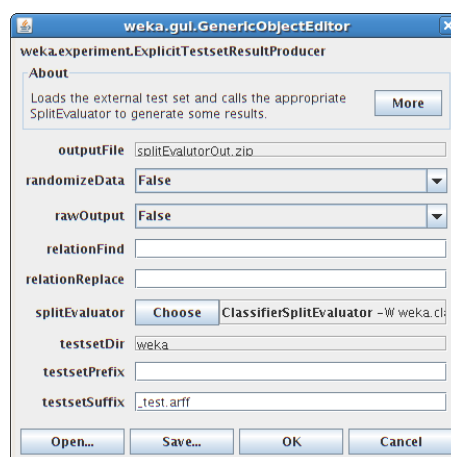 weka.gui.GenericObjectEditor
weka.experiment.ExplicitTestsetResultProducer
About
Loads the external test set and calls the appropriate
SplitEvaluator to generate some results.
More
outputFile splitEvalutorOut.zip
randomizeData False
rawOutput False
relationFind
relationReplace
splitEvaluator Choose ClassifierSplitEvaluator -W weka.cla
testsetDir weka
testsetPrefix
testsetSuffix _test.arff
Open... Save... OK Cancel